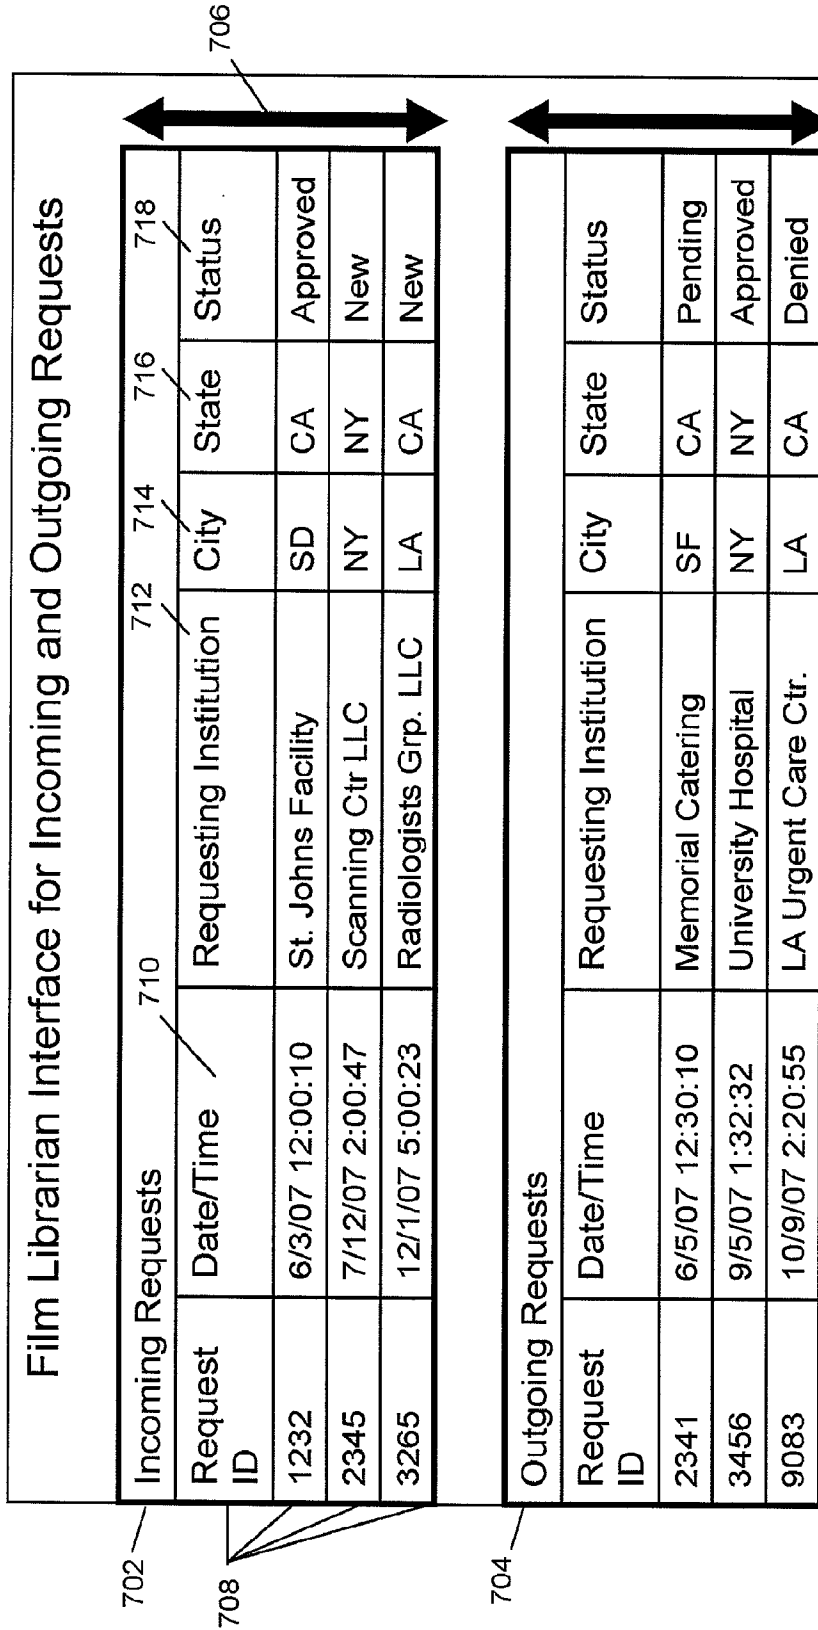 Film Librarian Interface for Incoming and Outgoing Requests
706
702
Incoming Requests
710 712 714 716 718
Request ID Date/Time Requesting Institution City State Status
1232 6/3/07 12:00:10 St. Johns Facility SD CA Approved
2345 7/12/07 2:00:47 Scanning Ctr LLC NY NY New
3265 12/1/07 5:00:23 Radiologists Grp. LLC LA CA New
708
704
Outgoing Requests
Request ID Date/Time Requesting Institution City State Status
2341 6/5/07 12:30:10 Memorial Catering SF CA Pending
3456 9/5/07 1:32:32 University Hospital NY NY Approved
9083 10/9/07 2:20:55 LA Urgent Care Ctr. LA CA Denied